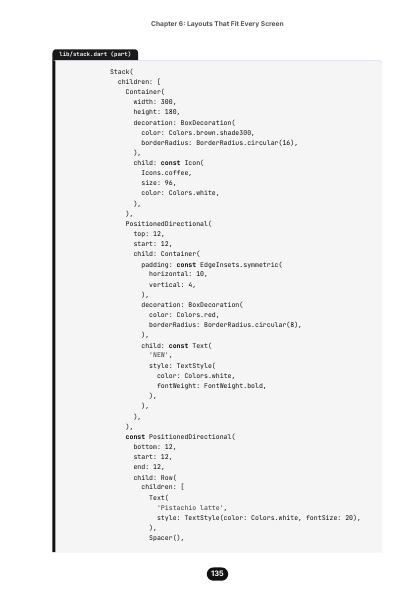 Chapter 6: Layouts That Fit Every Screen
lib/stack.dart (part)
Stack(
  children: [
    Container(
      width: 300,
      height: 180,
      decoration: BoxDecoration(
        color: Colors.brown.shade300,
        borderRadius: BorderRadius.circular(16),
      ),
      child: const Icon(
        Icons.coffee,
        size: 96,
        color: Colors.white,
      ),
    ),
    PositionedDirectional(
      top: 12,
      start: 12,
      child: Container(
        padding: const EdgeInsets.symmetric(
          horizontal: 10,
          vertical: 4,
        ),
        decoration: BoxDecoration(
          color: Colors.red,
          borderRadius: BorderRadius.circular(8),
        ),
        child: const Text(
          'NEW',
          style: TextStyle(
            color: Colors.white,
            fontWeight: FontWeight.bold,
          ),
        ),
      ),
    ),
    const PositionedDirectional(
      bottom: 12,
      start: 12,
      end: 12,
      child: Row(
        children: [
          Text(
            'Pistachio latte',
            style: TextStyle(color: Colors.white, fontSize: 20),
          ),
          Spacer(),
135